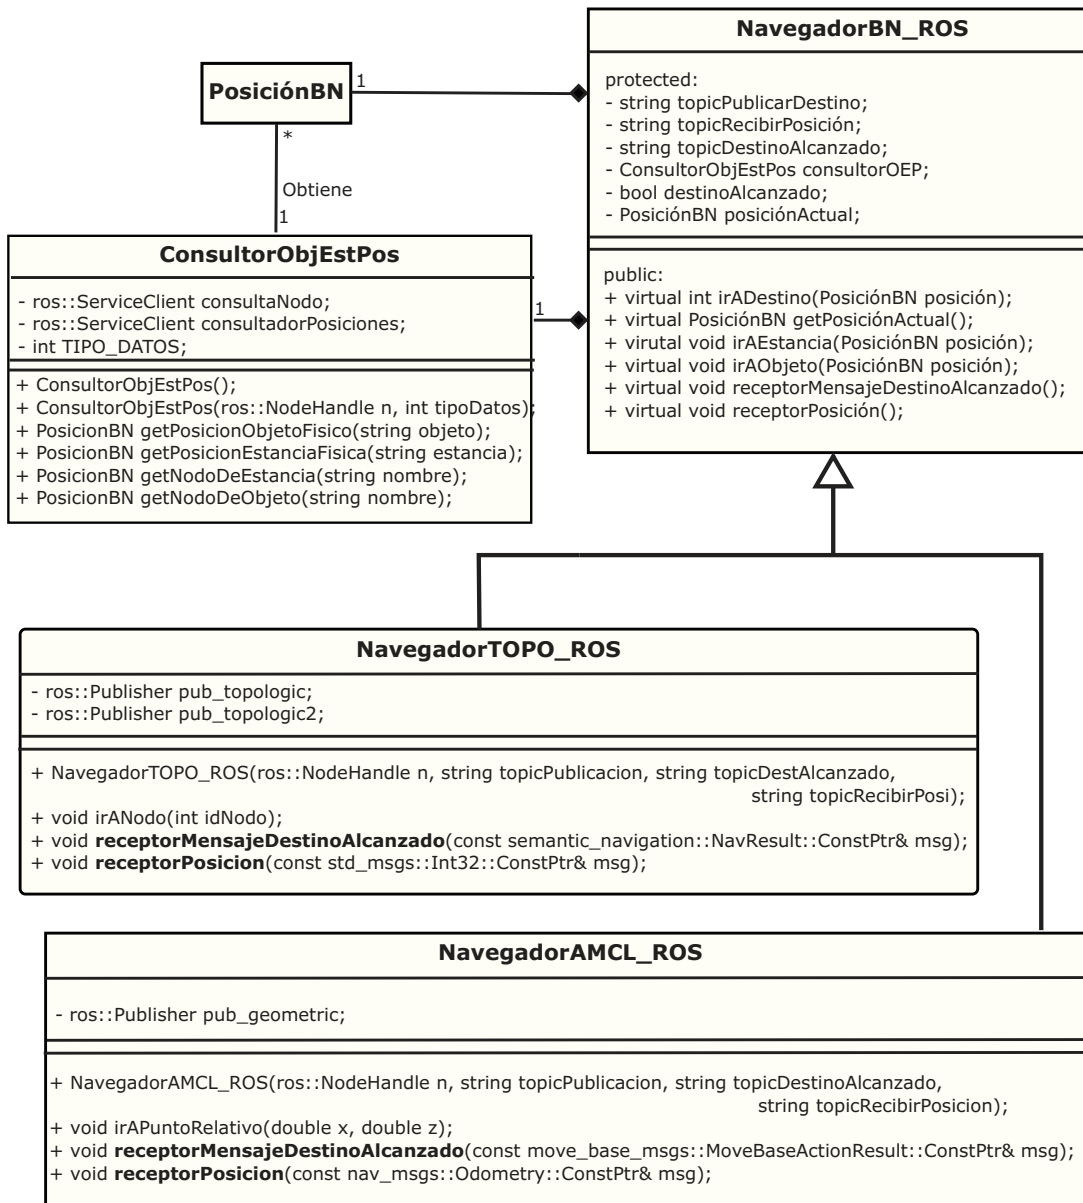 NavegadorBN_ROS
protected:
- string topicPublicarDestino;
- string topicRecibirPosición;
- string topicDestinoAlcanzado;
- ConsultorObjEstPos consultorOEP;
- bool destinoAlcanzado;
- PosiciónBN posiciónActual;
public:
+ virtual int irADestino(PosiciónBN posición);
+ virtual PosiciónBN getPosiciónActual();
+ virutal void irAEstancia(PosiciónBN posición);
+ virtual void irAObjeto(PosiciónBN posición);
+ virtual void receptorMensajeDestinoAlcanzado();
+ virtual void receptorPosición();
PosiciónBN
1
*
Obtiene
1
ConsultorObjEstPos
- ros::ServiceClient consultaNodo;
- ros::ServiceClient consultadorPosiciones;
- int TIPO_DATOS;
+ ConsultorObjEstPos();
+ ConsultorObjEstPos(ros::NodeHandle n, int tipoDatos);
+ PosicionBN getPosicionObjetoFisico(string objeto);
+ PosicionBN getPosicionEstanciaFisica(string estancia);
+ PosicionBN getNodoDeEstancia(string nombre);
+ PosicionBN getNodoDeObjeto(string nombre);
1
NavegadorTOPO_ROS
- ros::Publisher pub_topologic;
- ros::Publisher pub_topologic2;
+ NavegadorTOPO_ROS(ros::NodeHandle n, string topicPublicacion, string topicDestAlcanzado,
string topicRecibirPosi);
+ void irANodo(int idNodo);
+ void receptorMensajeDestinoAlcanzado(const semantic_navigation::NavResult::ConstPtr& msg);
+ void receptorPosicion(const std_msgs::Int32::ConstPtr& msg);
NavegadorAMCL_ROS
- ros::Publisher pub_geometric;
+ NavegadorAMCL_ROS(ros::NodeHandle n, string topicPublicacion, string topicDestinoAlcanzado,
string topicRecibirPosicion);
+ void irAPuntoRelativo(double x, double z);
+ void receptorMensajeDestinoAlcanzado(const move_base_msgs::MoveBaseActionResult::ConstPtr& msg);
+ void receptorPosicion(const nav_msgs::Odometry::ConstPtr& msg);